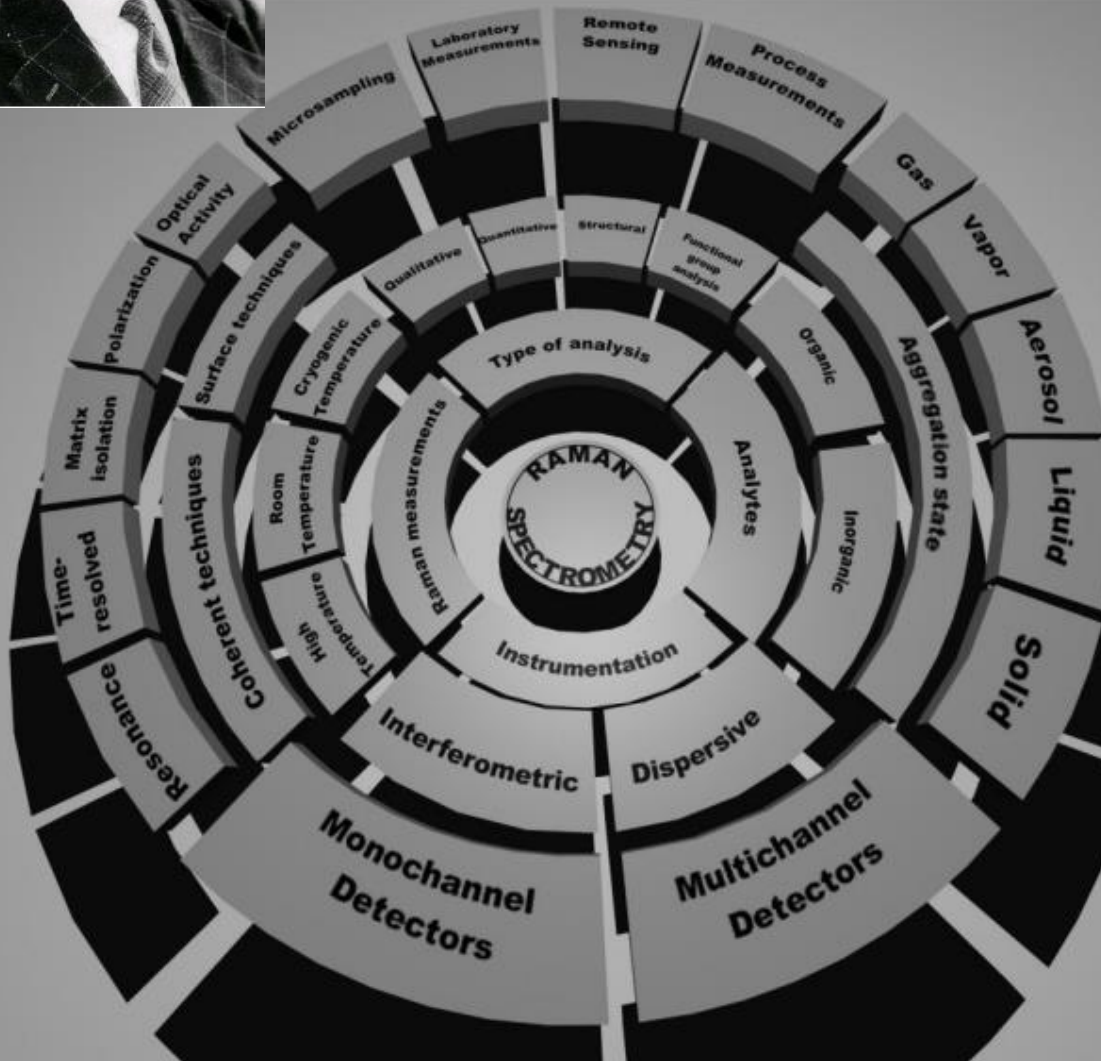 RAMAN
SPECTROMETRY
Type of analysis
Analytes
Instrumentation
Raman measurements
Qualitative
Quantitative
Structural
Functional
group
analysis
Organic
Inorganic
Dispersive
Interferometric
High
Temperature
Room
Temperature
Cryogenic
Temperature
Laboratory
Measurements
Remote
Sensing
Process
Measurements
Aggregation state
Gas
Vapor
Aerosol
Liquid
Solid
Multichannel
Detectors
Monochannel
Detectors
Coherent techniques
Surface techniques
Resonance
Time-
resolved
Matrix
isolation
Polarization
Optical
Activity
Microsampling